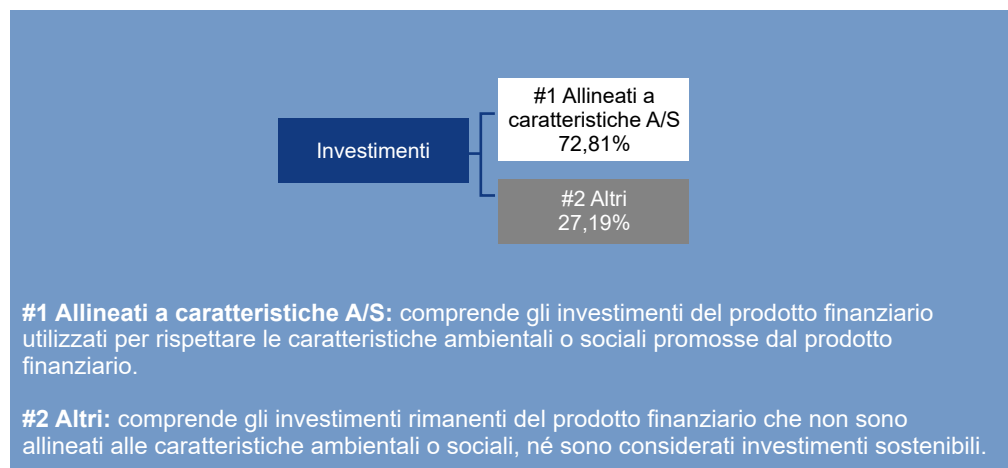 Investimenti
#1 Allineati a
caratteristiche A/S
72,81%
#2 Altri
27,19%
#1 Allineati a caratteristiche A/S: comprende gli investimenti del prodotto finanziario
utilizzati per rispettare le caratteristiche ambientali o sociali promosse dal prodotto
finanziario.
#2 Altri: comprende gli investimenti rimanenti del prodotto finanziario che non sono
allineati alle caratteristiche ambientali o sociali, né sono considerati investimenti sostenibili.